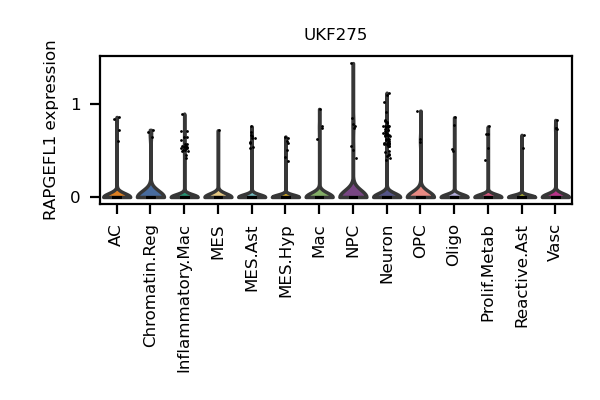 UKF275
RAPGEFL1 expression
1
0
AC
Chromatin.Reg
Inflammatory.Mac
MES
MES.Ast
MES.Hyp
Mac
NPC
Neuron
OPC
Oligo
Prolif.Metab
Reactive.Ast
Vasc